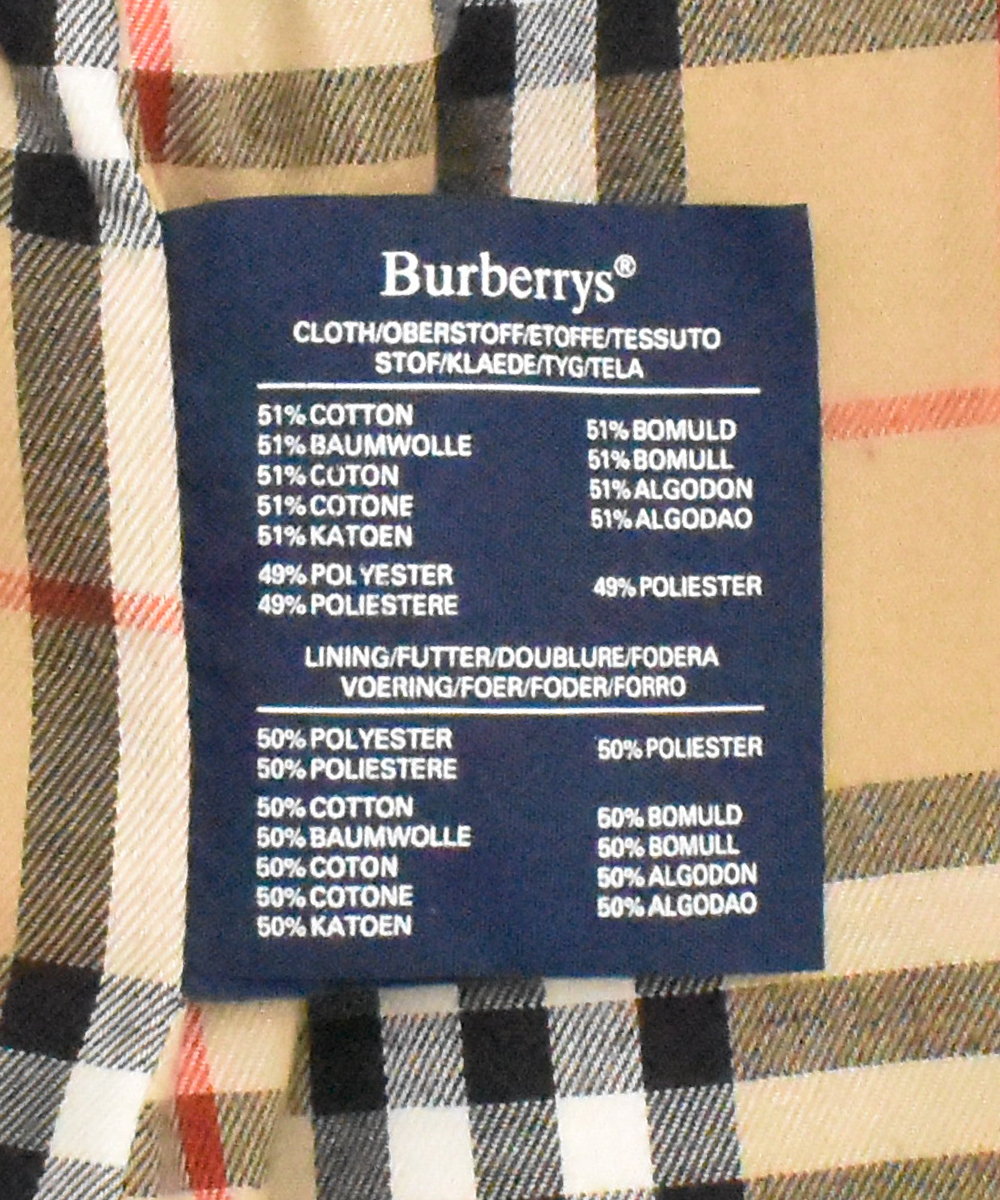 Burberrys®
CLOTH/OBERSTOFF/ETOFFE/TESSUTO
STOF/KLAEDE/TYG/TELA
51% COTTON
51% BAUMWOLLE
51% COTON
51% COTONE
51% KATOEN
51% BOMULD
51% BOMULL
51% ALGODON
51% ALGODAO
49% POLYESTER
49% POLIESTERE
49% POLIESTER
LINING/FUTTER/DOUBLURE/FODERA
VOERING/FOER/FODER/FORRO
50% POLYESTER
50% POLIESTERE
50% POLIESTER
50% COTTON
50% BAUMWOLLE
50% COTON
50% COTONE
50% KATOEN
50% BOMULD
50% BOMULL
50% ALGODON
50% ALGODAO